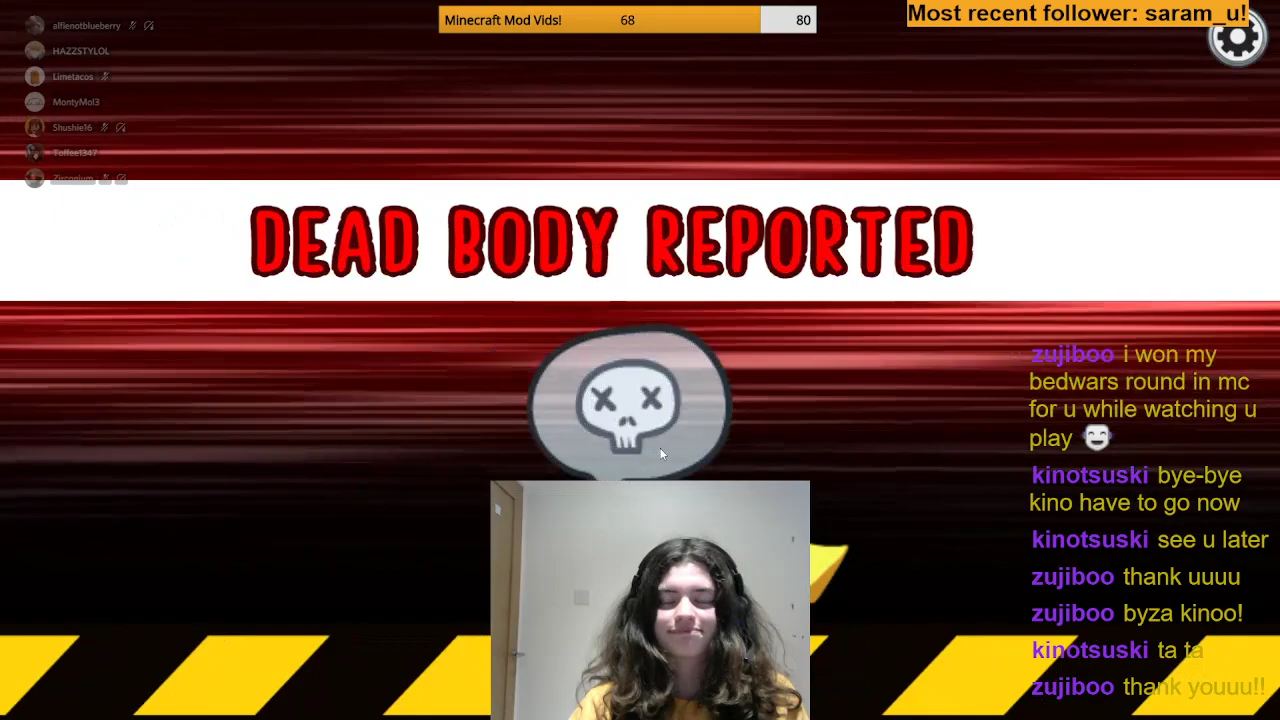 alfienotblueberry
HAZZSTYLOL
Limetacos
MontyMol3
Shushie16
Toffee1347
Zirconium
Minecraft Mod Vids! 68 80
Most recent follower: saram_u!
DEAD BODY REPORTED
zujiboo i won my
bedwars round in mc
for u while watching u
play
kinotsuski bye-bye
kino have to go now
kinotsuski see u later
zujiboo thank uuuu
zujiboo byza kinoo!
kinotsuski ta ta
zujiboo thank youuu!!